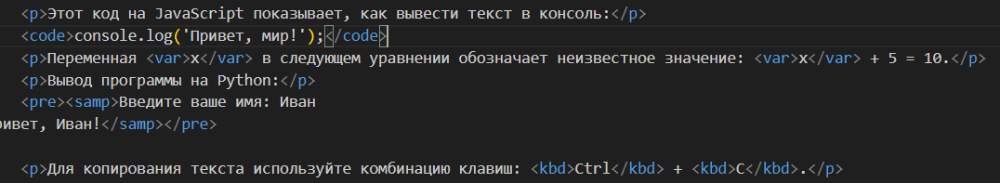 <p>Этот код на JavaScript показывает, как вывести текст в консоль:</p>
<code>console.log('Привет, мир!');</code>
<p>Переменная <var>x</var> в следующем уравнении обозначает неизвестное значение: <var>x</var> + 5 = 10.</p>
<p>Вывод программы на Python:</p>
<pre><samp>Введите ваше имя: Иван
ривет, Иван!</samp></pre>
<p>Для копирования текста используйте комбинацию клавиш: <kbd>Ctrl</kbd> + <kbd>C</kbd>.</p>